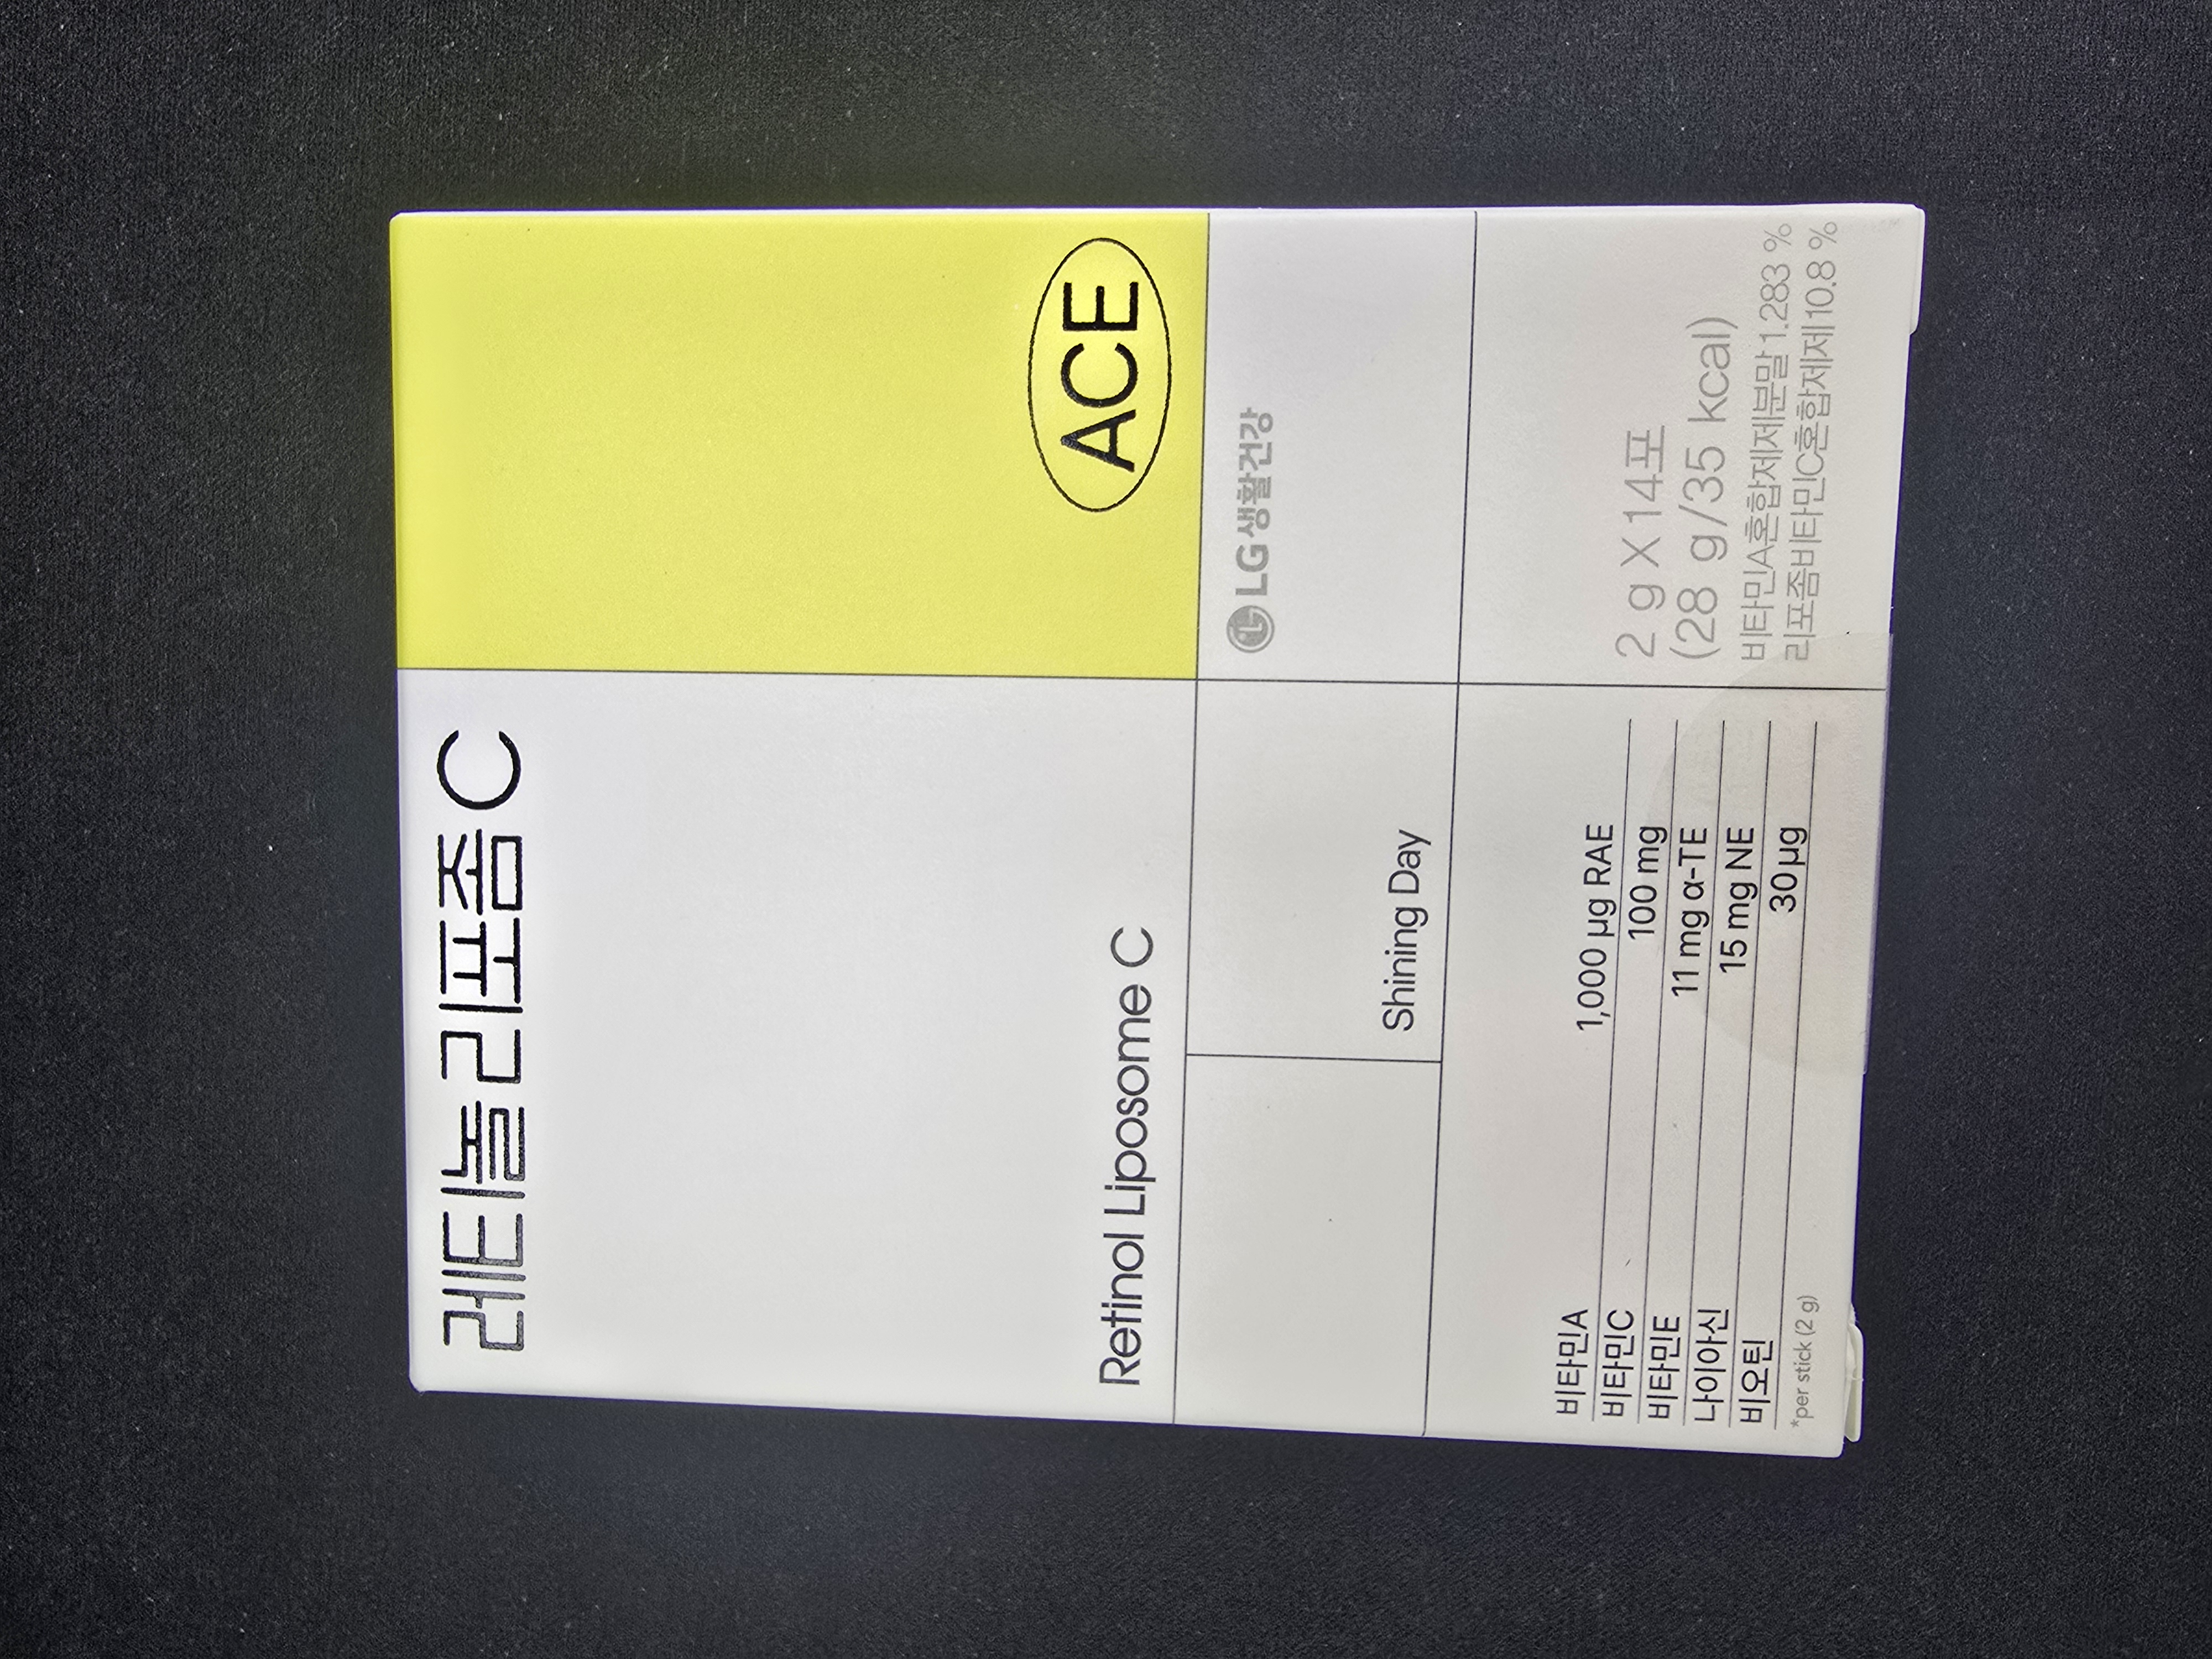 레티놀 리포좀 C
Retinol Liposome C
ACE
Shining Day
LG생활건강
비타민A 1,000 µg RAE
비타민C 100 mg
비타민E 11 mg α-TE
나이아신 15 mg NE
비오틴 30 µg
*per stick (2 g)
2 g X 14포
(28 g/35 kcal)
비타민A혼합제제분말 1.283 %
리포좀비타민C혼합제제 10.8 %